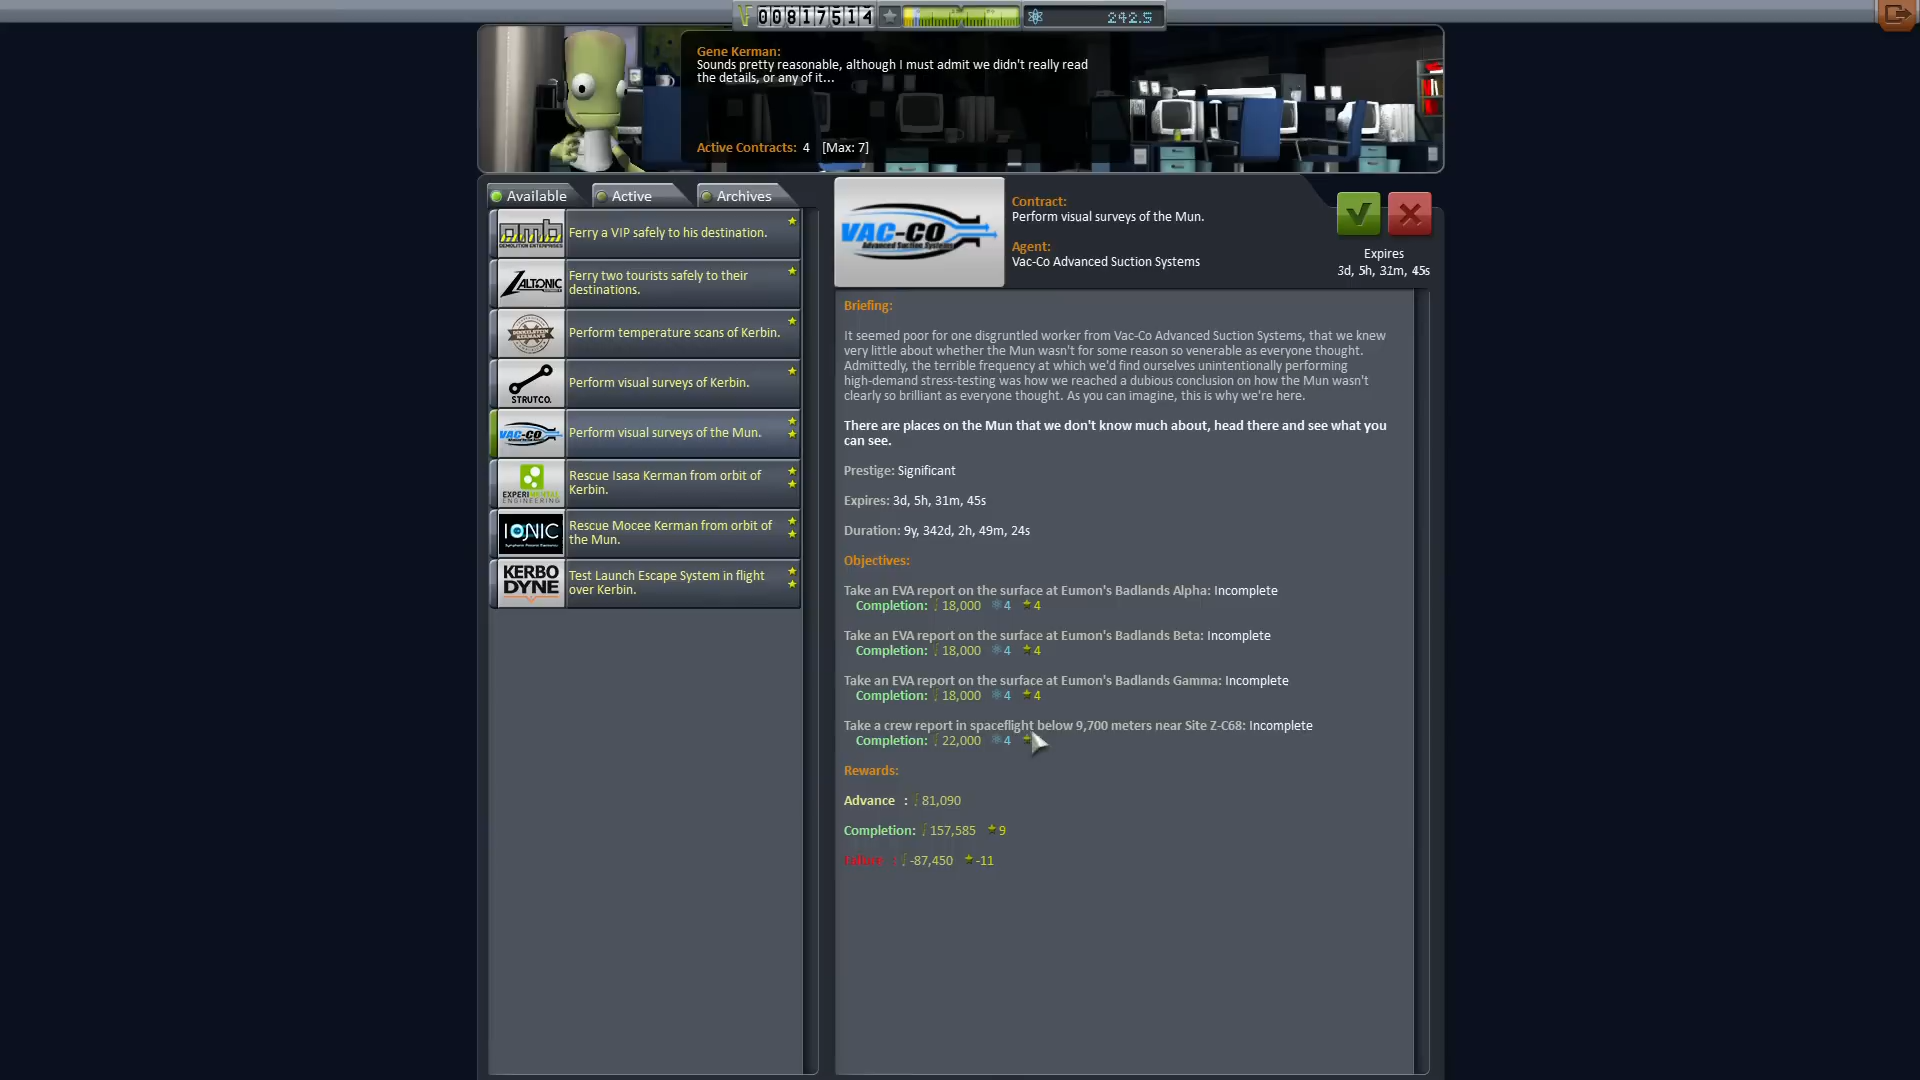 00817514
242.5
Gene Kerman:
Sounds pretty reasonable, although I must admit we didn't really read
the details, or any of it...
Active Contracts: 4 [Max: 7]
Available
Active
Archives
DEMOLITION ENTERPRISES
Ferry a VIP safely to his destination.
ZALTONIC
Ferry two tourists safely to their
destinations.
Perform temperature scans of Kerbin.
STRUTCO.
Perform visual surveys of Kerbin.
VAC-CO
Perform visual surveys of the Mun.
EXPERIMENTAL
ENGINEERING
Rescue Isasa Kerman from orbit of
Kerbin.
IONIC
Rescue Mocee Kerman from orbit of
the Mun.
KERBO
DYNE
Test Launch Escape System in flight
over Kerbin.
VAC-CO
Advanced Suction Systems
Contract:
Perform visual surveys of the Mun.
Agent:
Vac-Co Advanced Suction Systems
Expires
3d, 5h, 31m, 45s
Briefing:
It seemed poor for one disgruntled worker from Vac-Co Advanced Suction Systems, that we knew
very little about whether the Mun wasn't for some reason so venerable as everyone thought.
Admittedly, the terrible frequency at which we'd find ourselves unintentionally performing
high-demand stress-testing was how we reached a dubious conclusion on how the Mun wasn't
clearly so brilliant as everyone thought. As you can imagine, this is why we're here.
There are places on the Mun that we don't know much about, head there and see what you
can see.
Prestige: Significant
Expires: 3d, 5h, 31m, 45s
Duration: 9y, 342d, 2h, 49m, 24s
Objectives:
Take an EVA report on the surface at Eumon's Badlands Alpha: Incomplete
Completion: 18,000 4 4
Take an EVA report on the surface at Eumon's Badlands Beta: Incomplete
Completion: 18,000 4 4
Take an EVA report on the surface at Eumon's Badlands Gamma: Incomplete
Completion: 18,000 4 4
Take a crew report in spaceflight below 9,700 meters near Site Z-C68: Incomplete
Completion: 22,000 4
Rewards:
Advance : 81,090
Completion: 157,585 9
Failure : -87,450 -11